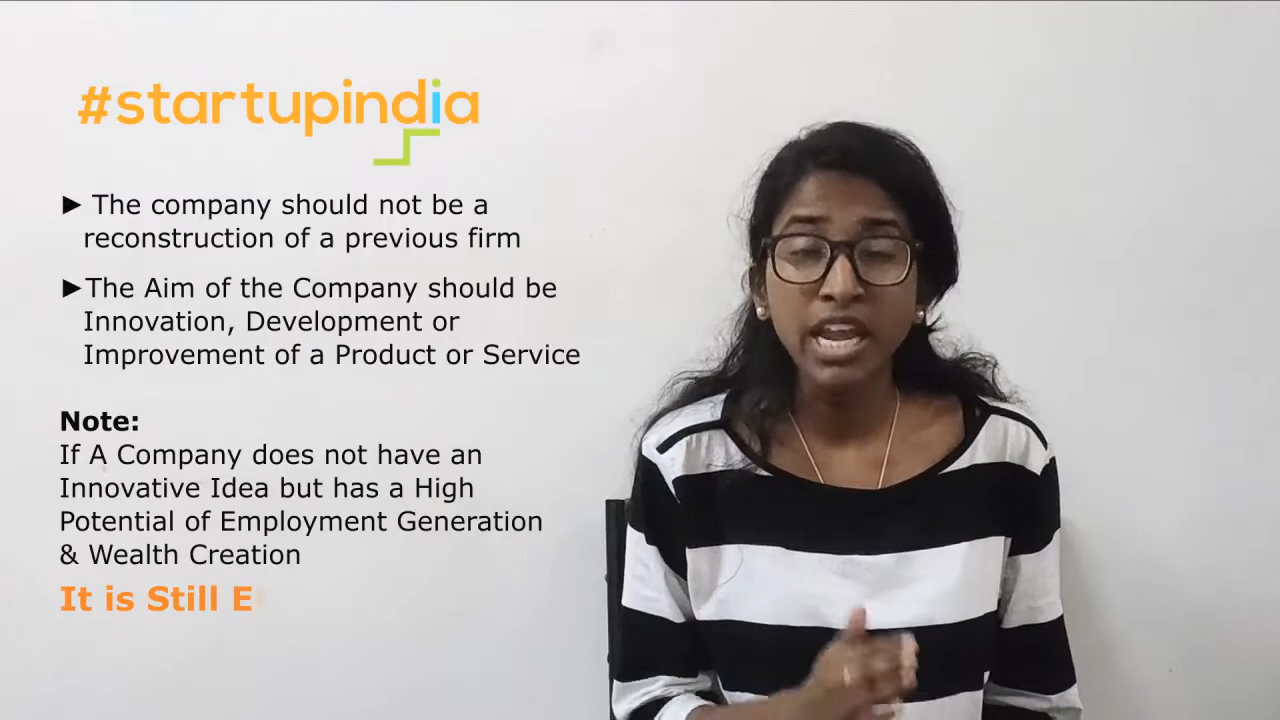 #startupindia
► The company should not be a
reconstruction of a previous firm
►The Aim of the Company should be
Innovation, Development or
Improvement of a Product or Service
Note:
If A Company does not have an
Innovative Idea but has a High
Potential of Employment Generation
& Wealth Creation
It is Still E